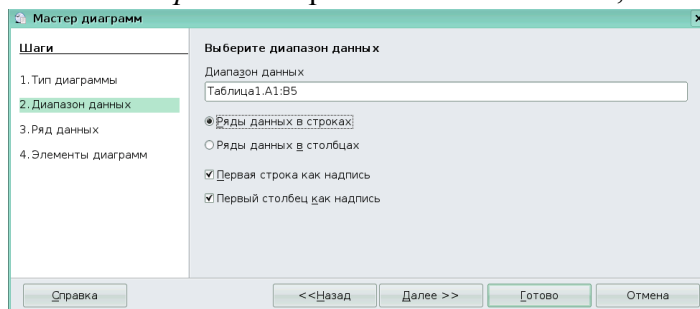 Мастер диаграмм
Шаги
1.Тип диаграммы
2.Диапазон данных
3.Ряд данных
4.Элементы диаграмм
Выберите диапазон данных
Диапазон данных
Таблица1.A1:B5
Ряды данных в строках
Ряды данных в столбцах
Первая строка как надпись
Первый столбец как надпись
Справка
<<Назад
Далее >>
Готово
Отмена